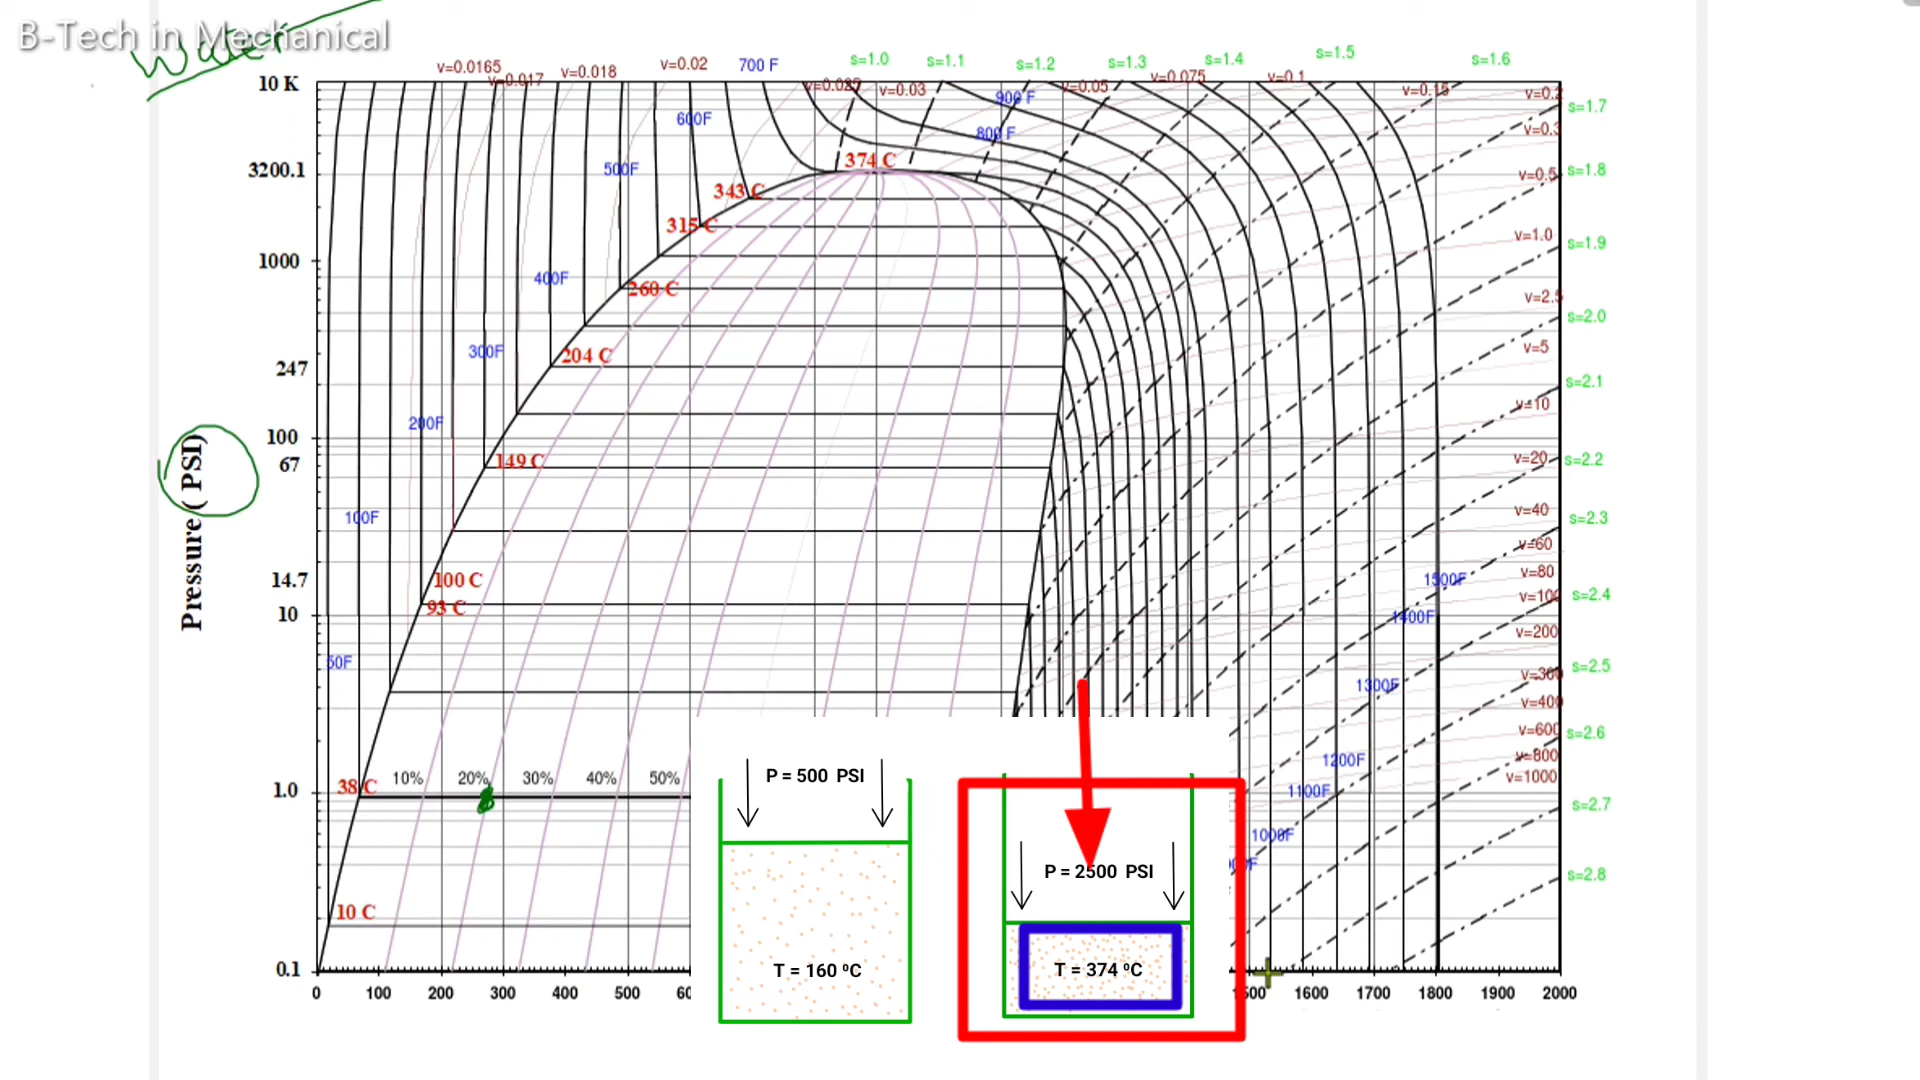 B-Tech in Mechanical
Water
v=0.0165
v=0.017
v=0.018
v=0.02
700 F
v=0.025
v=0.03
s=1.0
s=1.1
s=1.2
v=0.05
s=1.3
v=0.075
s=1.4
v=0.1
s=1.5
v=0.15
s=1.6
v=0.2
s=1.7
10 K
900 F
600F
800 F
v=0.3
374 C
3200.1
500F
v=0.5
s=1.8
343 C
315 C
v=1.0
s=1.9
1000
400F
260 C
v=2.5
s=2.0
300F
204 C
v=5
247
s=2.1
200F
v=10
100
67
149 C
v=20
s=2.2
Pressure ( PSI)
100F
v=40
s=2.3
v=60
14.7
100 C
1500F
v=80
93 C
v=100
s=2.4
10
1400F
v=200
50F
s=2.5
1300F
v=300
v=400
v=600
s=2.6
1200F
v=800
v=1000
38 C
10%
20%
30%
40%
50%
P = 500 PSI
1.0
1100F
s=2.7
1000F
P = 2500 PSI
s=2.8
10 C
T = 160 ⁰C
T = 374 ⁰C
0.1
0 100 200 300 400 500 1500 1600 1700 1800 1900 2000